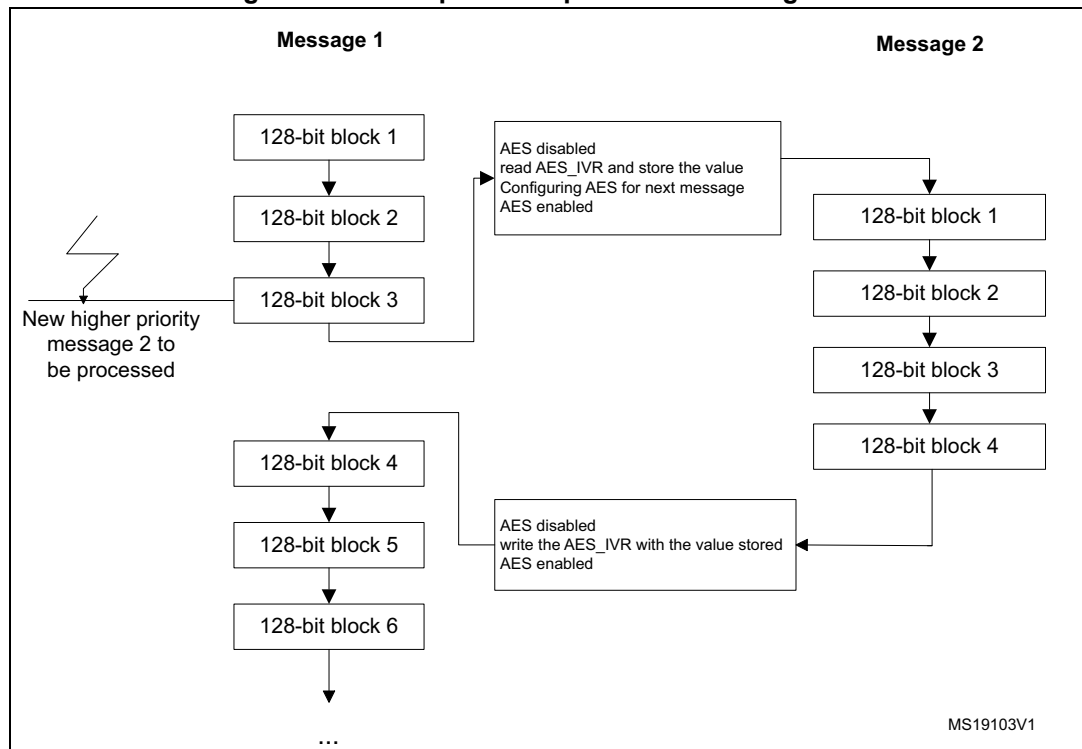 Message 1
Message 2
128-bit block 1
128-bit block 2
128-bit block 3
New higher priority
message 2 to
be processed
AES disabled
read AES_IVR and store the value
Configuring AES for next message
AES enabled
128-bit block 1
128-bit block 2
128-bit block 3
128-bit block 4
AES disabled
write the AES_IVR with the value stored
AES enabled
128-bit block 4
128-bit block 5
128-bit block 6
...
MS19103V1